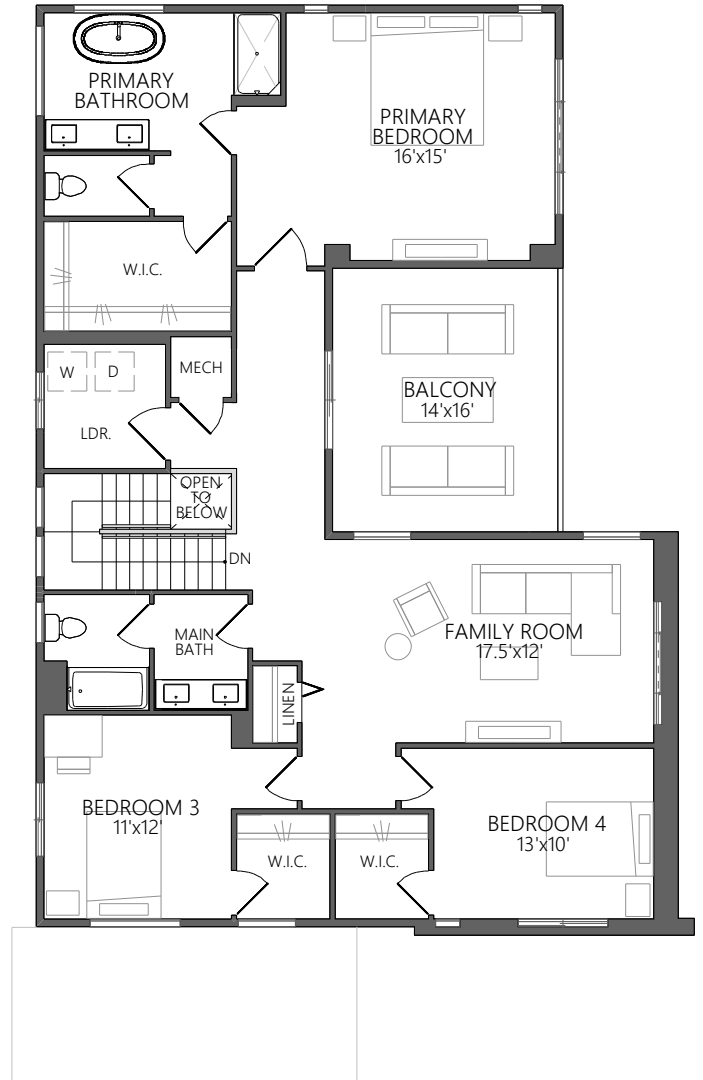 PRIMARY
BATHROOM
PRIMARY
BEDROOM
16'x15'
W.I.C.
W
D
MECH
LDR.
BALCONY
14'x16'
OPEN
TO
BELOW
DN
MAIN
BATH
FAMILY ROOM
17.5'x12'
LINEN
BEDROOM 3
11'x12'
BEDROOM 4
13'x10'
W.I.C.
W.I.C.